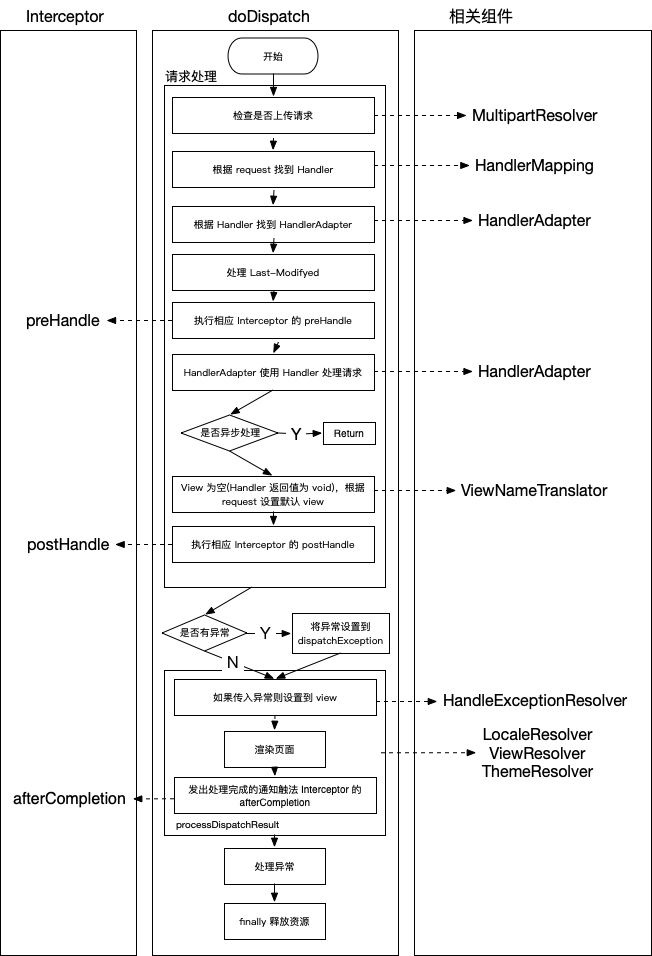 Interceptor
doDispatch
相关组件
开始
请求处理
检查是否上传请求
MultipartResolver
根据 request 找到 Handler
HandlerMapping
根据 Handler 找到 HandlerAdapter
HandlerAdapter
处理 Last-Modifyed
preHandle
执行相应 Interceptor 的 preHandle
HandlerAdapter 使用 Handler 处理请求
HandlerAdapter
是否异步处理
Y
Return
View 为空(Handler 返回值为 void)，根据
request 设置默认 view
ViewNameTranslator
postHandle
执行相应 Interceptor 的 postHandle
是否有异常
Y
将异常设置到
dispatchException
N
如果传入异常则设置到 view
HandleExceptionResolver
渲染页面
LocaleResolver
ViewResolver
ThemeResolver
afterCompletion
发出处理完成的通知触法 Interceptor 的
afterCompletion
processDispatchResult
处理异常
finally 释放资源